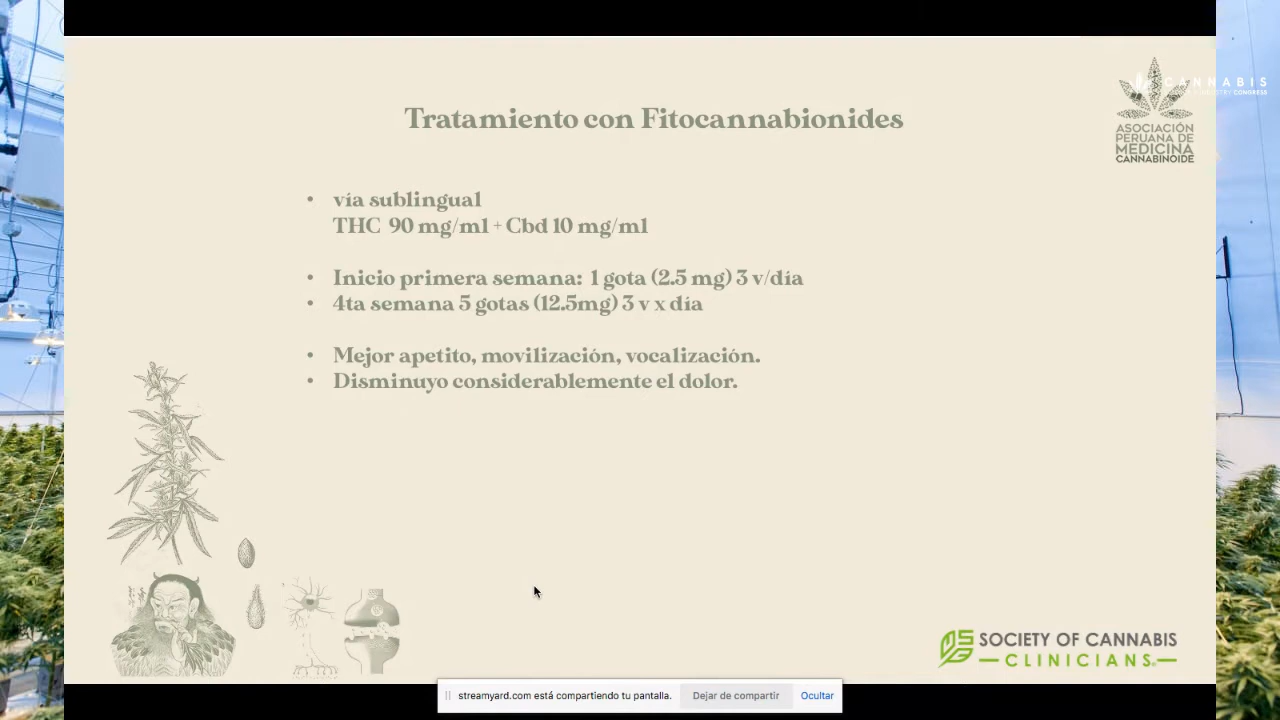 Tratamiento con Fitocannabionides
CANNABIS
CONGRESS
ASOCIACIÓN
PERUANA DE
MEDICINA
CANNABINOIDE
• vía sublingual
THC 90 mg/ml + Cbd 10 mg/ml
• Inicio primera semana: 1 gota (2.5 mg) 3 v/día
• 4ta semana 5 gotas (12.5mg) 3 v x día
• Mejor apetito, movilización, vocalización.
• Disminuyo considerablemente el dolor.
SOCIETY OF CANNABIS
CLINICIANS
streamyard.com está compartiendo tu pantalla. Dejar de compartir Ocultar